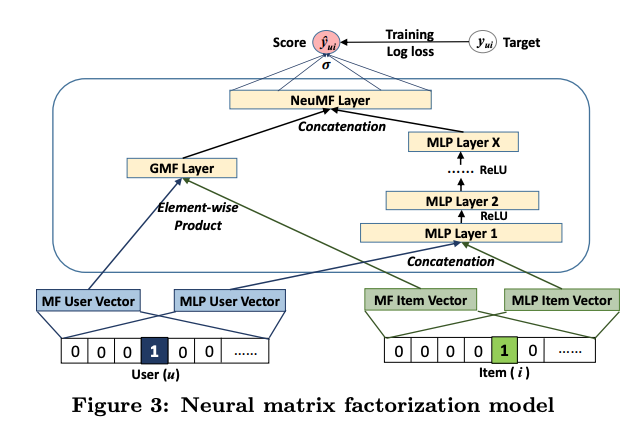 Score ŷui Training yui Target
Log loss
σ
NeuMF Layer
Concatenation
MLP Layer X
GMF Layer
...... ReLU
MLP Layer 2
Element-wise
Product
ReLU
MLP Layer 1
Concatenation
MF User Vector MLP User Vector MF Item Vector MLP Item Vector
0 0 0 1 0 0 ...... 0 0 0 0 1 0 ......
User (u) Item ( i )
Figure 3: Neural matrix factorization model